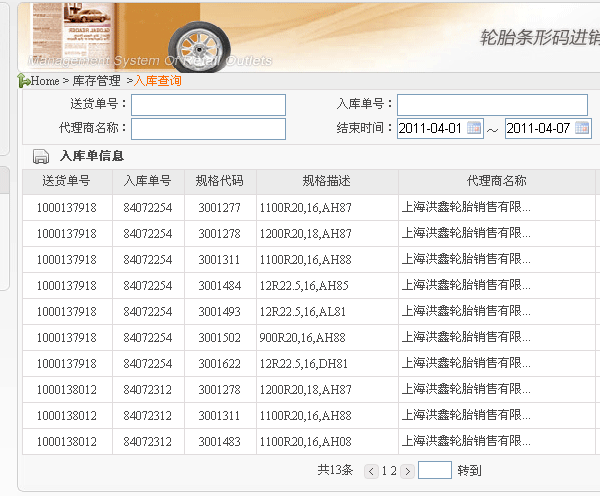 GLOBAL READER
轮胎条形码进销
Management System Of Retail Outlets
Home > 库存管理 >入库查询
送货单号： 入库单号：
代理商名称： 结束时间： 2011-04-01 ～ 2011-04-07
入库单信息
送货单号 入库单号 规格代码 规格描述 代理商名称
1000137918 84072254 3001277 1100R20,16,AH87 上海洪鑫轮胎销售有限...
1000137918 84072254 3001278 1200R20,18,AH87 上海洪鑫轮胎销售有限...
1000137918 84072254 3001311 1100R20,16,AH88 上海洪鑫轮胎销售有限...
1000137918 84072254 3001484 12R22.5,16,AH85 上海洪鑫轮胎销售有限...
1000137918 84072254 3001493 12R22.5,16,AL81 上海洪鑫轮胎销售有限...
1000137918 84072254 3001502 900R20,16,AH88 上海洪鑫轮胎销售有限...
1000137918 84072254 3001622 12R22.5,16,DH81 上海洪鑫轮胎销售有限...
1000138012 84072312 3001278 1200R20,18,AH87 上海洪鑫轮胎销售有限...
1000138012 84072312 3001311 1100R20,16,AH88 上海洪鑫轮胎销售有限...
1000138012 84072312 3001483 1100R20,16,AH08 上海洪鑫轮胎销售有限...
共13条 < 1 2 > 转到